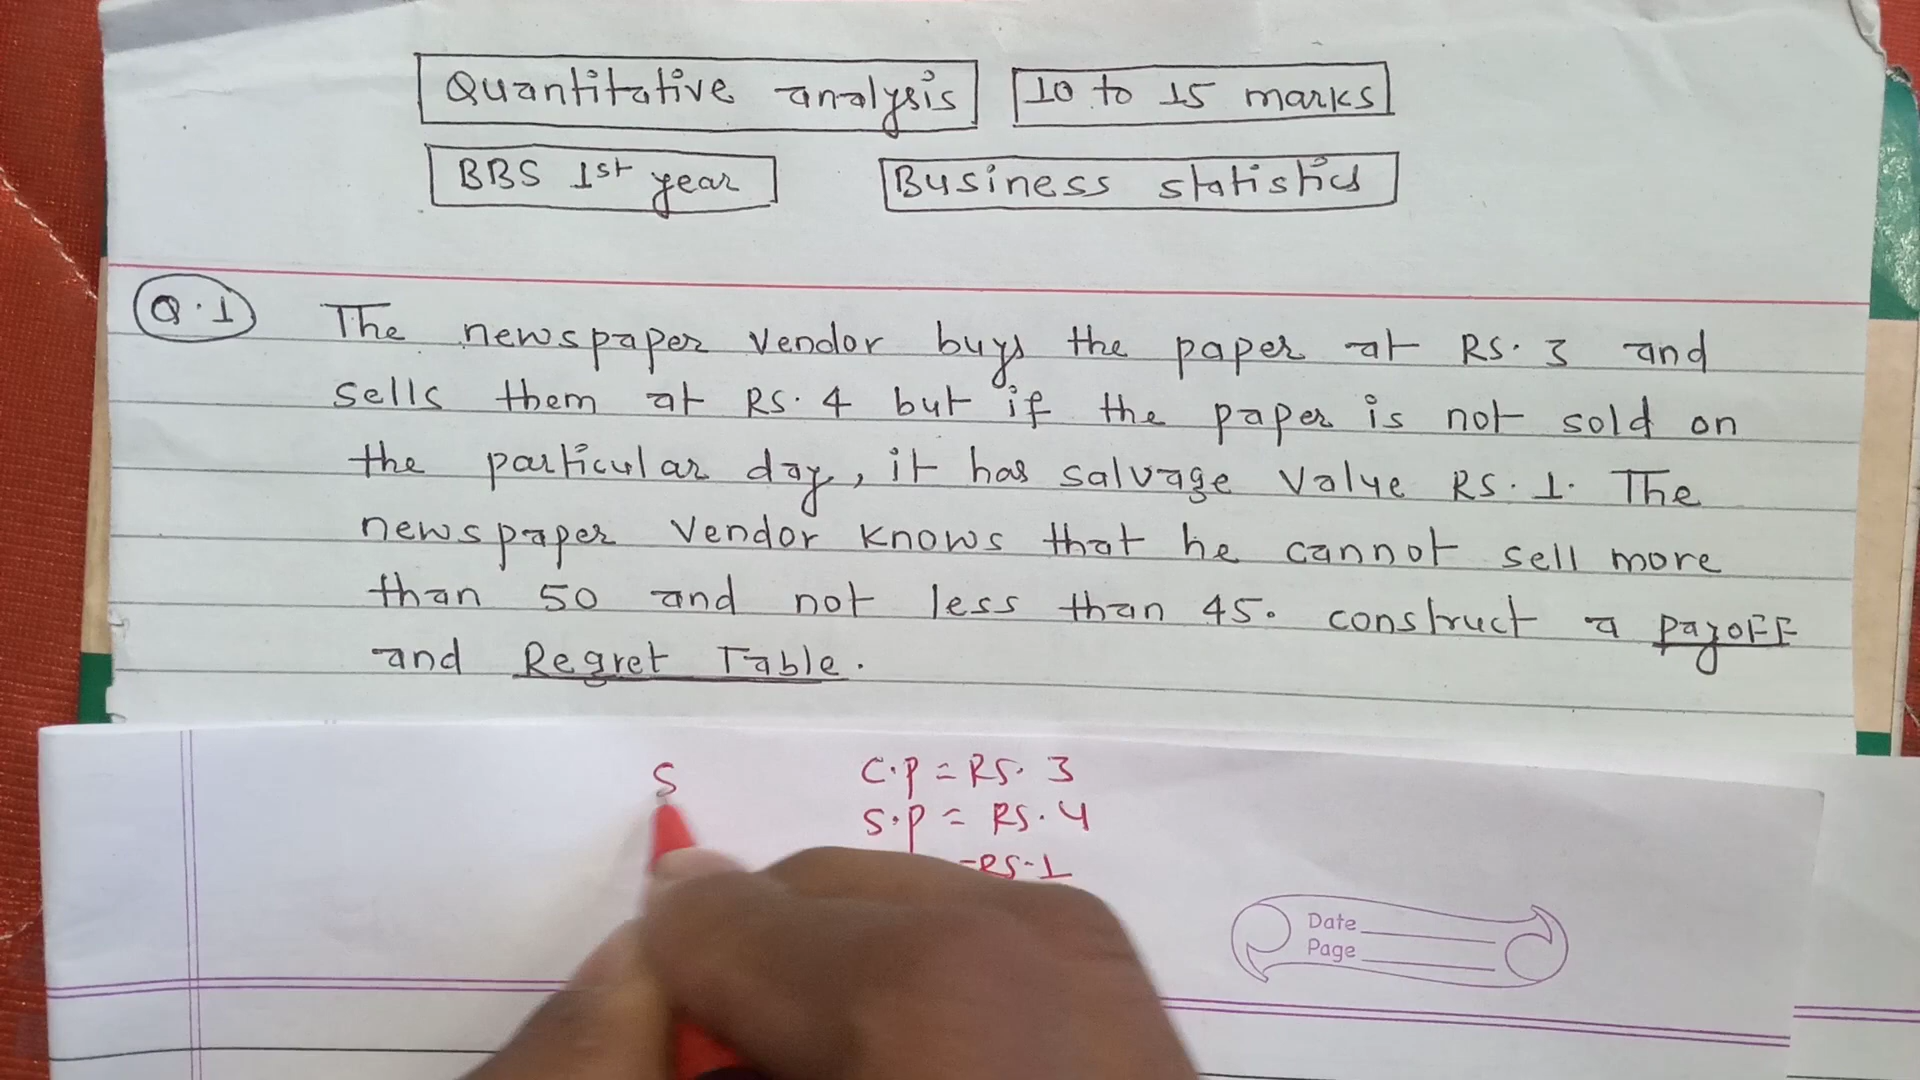 Quantitative analysis 10 to 15 marks
BBS 1st year Business statistics
Q.1 The newspaper vendor buys the paper at RS. 3 and
sells them at RS. 4 but if the paper is not sold on
the particular day, it has salvage value RS. 1. The
newspaper vendor knows that he cannot sell more
than 50 and not less than 45. construct a payoff
and Regret Table.
S
C.P = RS. 3
S.P = RS. 4
=RS-1
Date
Page